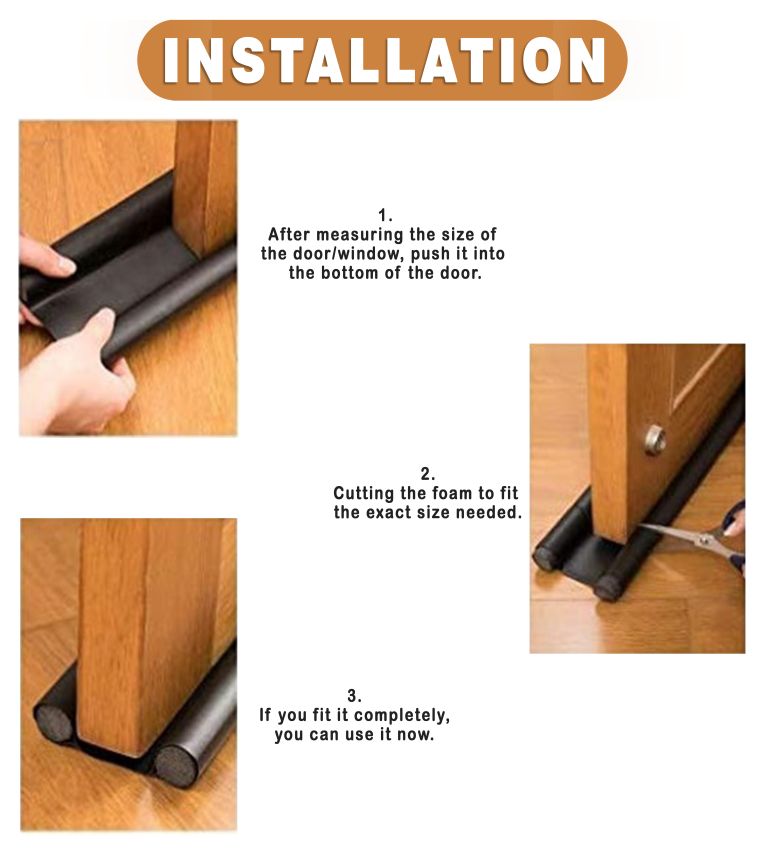 INSTALLATION
1.
After measuring the size of
the door/window, push it into
the bottom of the door.
2.
Cutting the foam to fit
the exact size needed.
3.
If you fit it completely,
you can use it now.